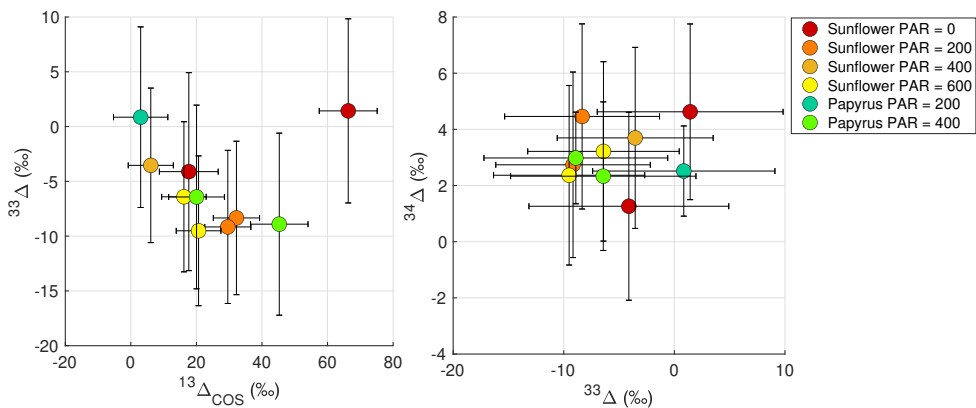 10
5
0
-5
-10
-15
-20
³³Δ (‰)
-20
0
20
40
60
80
¹³Δ_COS (‰)
8
6
4
2
0
-2
-4
³⁴Δ (‰)
-20
-10
0
10
³³Δ (‰)
Sunflower PAR = 0
Sunflower PAR = 200
Sunflower PAR = 400
Sunflower PAR = 600
Papyrus PAR = 200
Papyrus PAR = 400